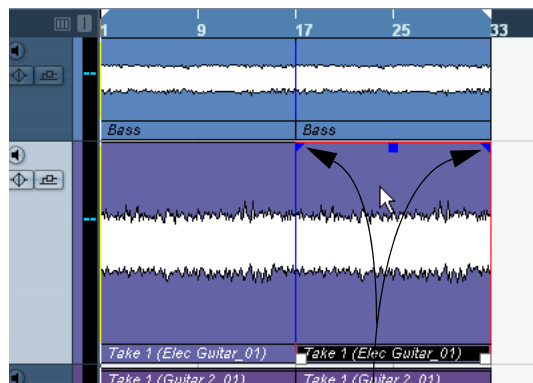 1 9 17 25 33
Bass Bass
Take 1 (Elec Guitar_01) Take 1 (Elec Guitar_01)
Take 1 (Guitar 2_01) Take 1 (Guitar 2_01)